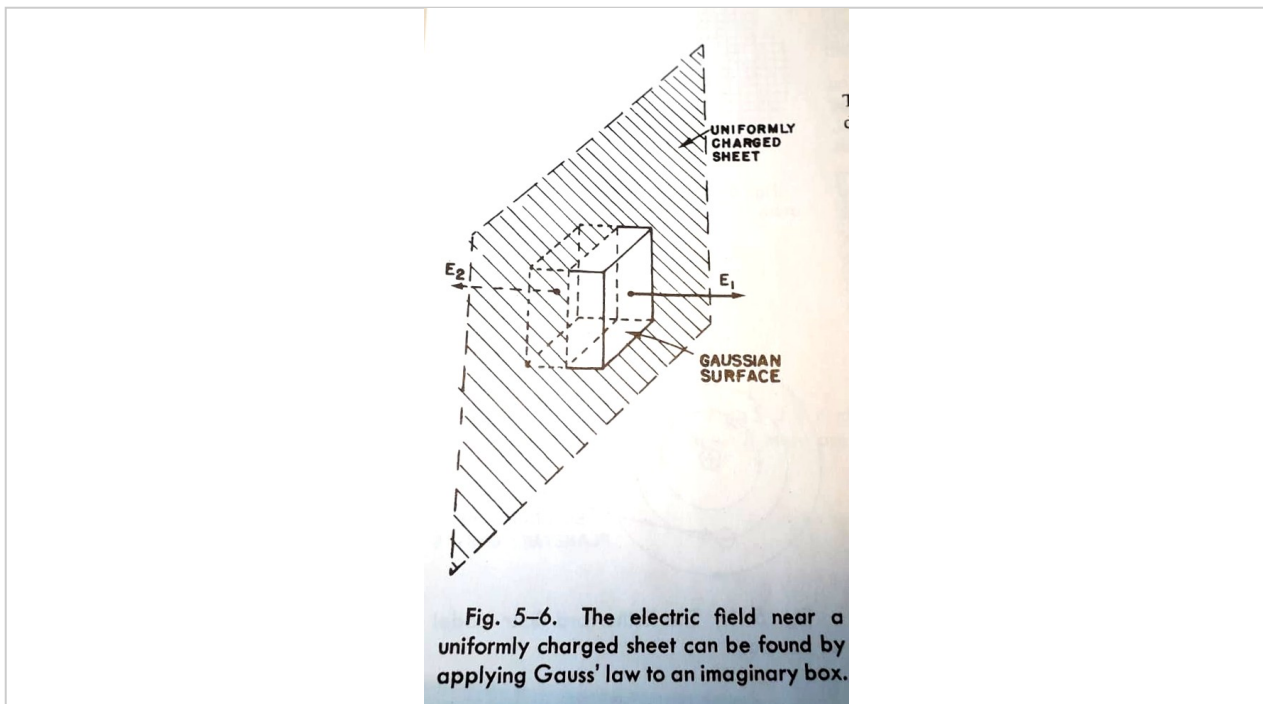 UNIFORMLY
CHARGED
SHEET
E2
E1
GAUSSIAN
SURFACE
Fig. 5–6. The electric field near a
uniformly charged sheet can be found by
applying Gauss' law to an imaginary box.